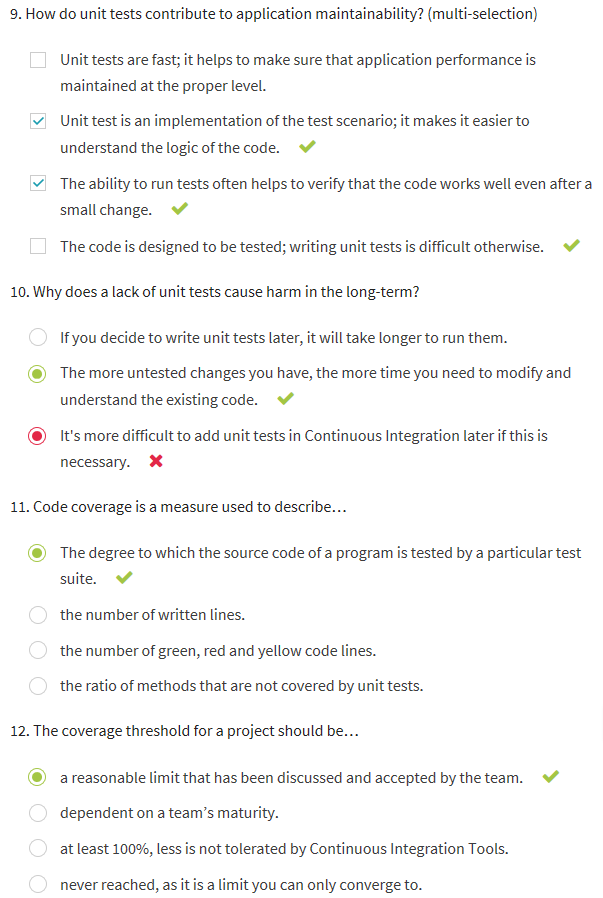 9. How do unit tests contribute to application maintainability? (multi-selection)
Unit tests are fast; it helps to make sure that application performance is
maintained at the proper level.
Unit test is an implementation of the test scenario; it makes it easier to
understand the logic of the code.
The ability to run tests often helps to verify that the code works well even after a
small change.
The code is designed to be tested; writing unit tests is difficult otherwise.
10. Why does a lack of unit tests cause harm in the long-term?
If you decide to write unit tests later, it will take longer to run them.
The more untested changes you have, the more time you need to modify and
understand the existing code.
It's more difficult to add unit tests in Continuous Integration later if this is
necessary.
11. Code coverage is a measure used to describe…
The degree to which the source code of a program is tested by a particular test
suite.
the number of written lines.
the number of green, red and yellow code lines.
the ratio of methods that are not covered by unit tests.
12. The coverage threshold for a project should be…
a reasonable limit that has been discussed and accepted by the team.
dependent on a team’s maturity.
at least 100%, less is not tolerated by Continuous Integration Tools.
never reached, as it is a limit you can only converge to.